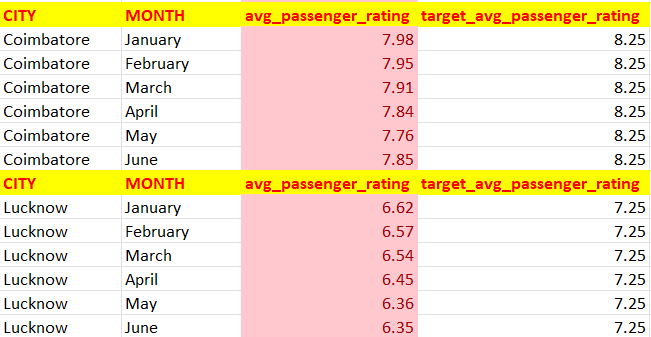 CITY MONTH avg_passenger_rating target_avg_passenger_rating
Coimbatore January 7.98 8.25
Coimbatore February 7.95 8.25
Coimbatore March 7.91 8.25
Coimbatore April 7.84 8.25
Coimbatore May 7.76 8.25
Coimbatore June 7.85 8.25
CITY MONTH avg_passenger_rating target_avg_passenger_rating
Lucknow January 6.62 7.25
Lucknow February 6.57 7.25
Lucknow March 6.54 7.25
Lucknow April 6.45 7.25
Lucknow May 6.36 7.25
Lucknow June 6.35 7.25